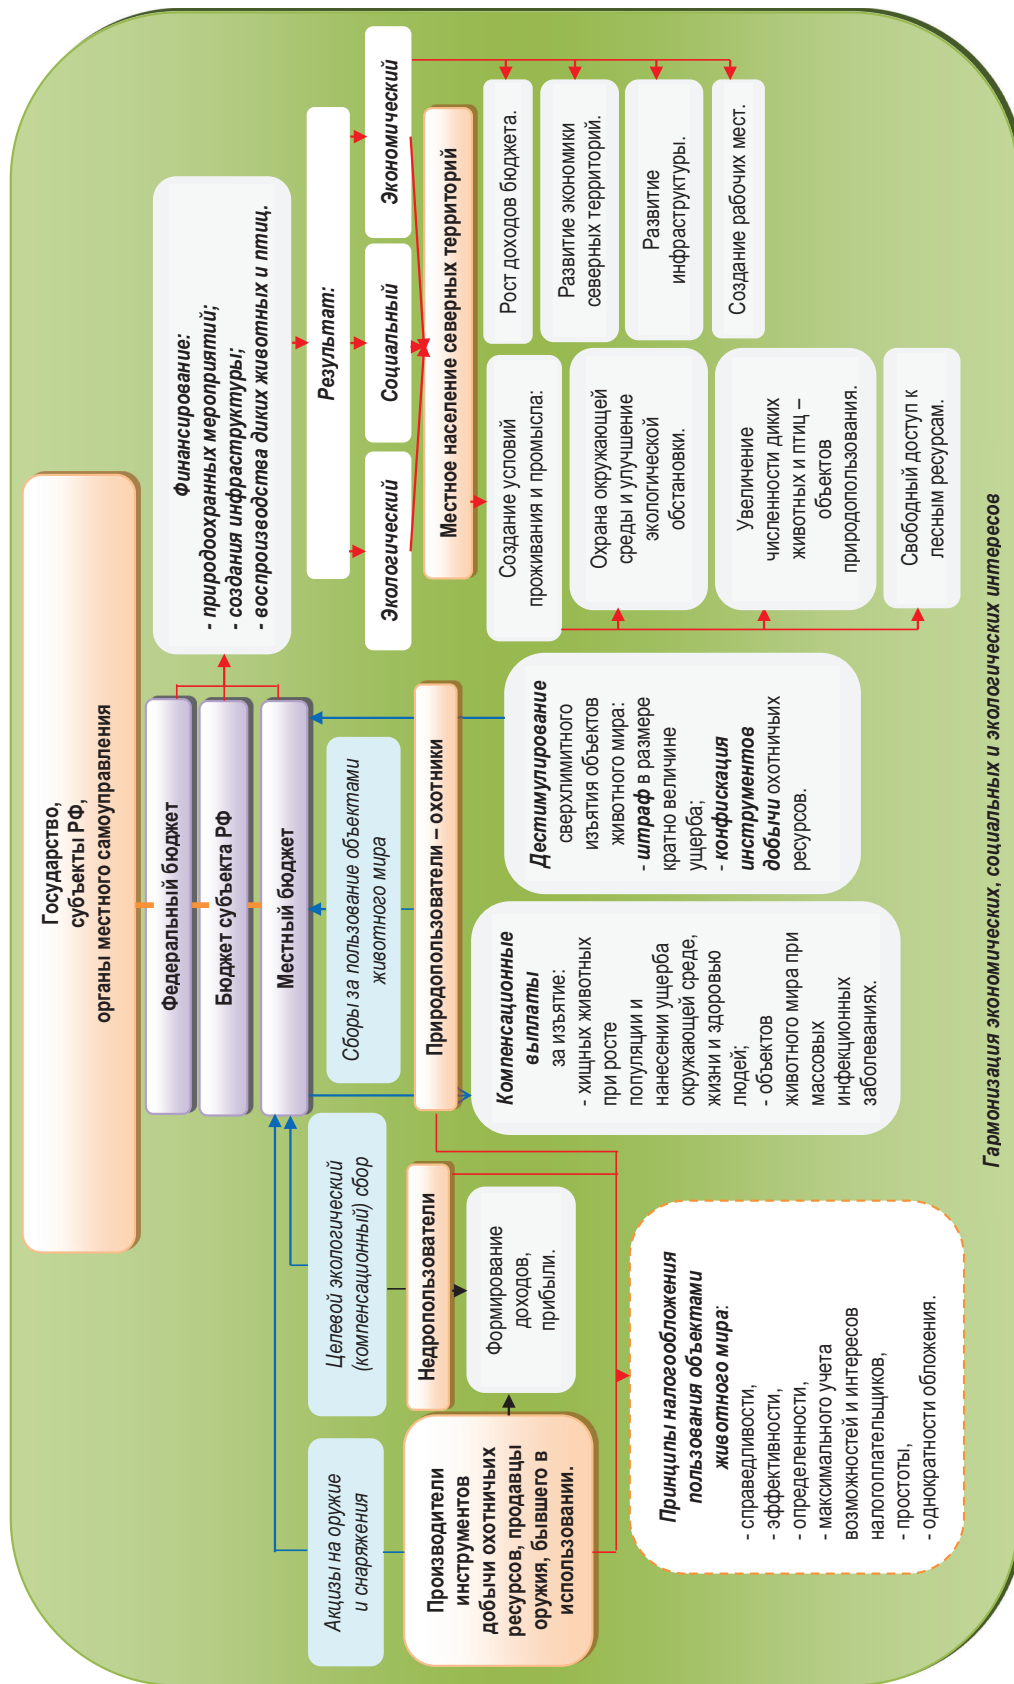 Государство,
субъекты РФ,
органы местного самоуправления
Федеральный бюджет
Бюджет субъекта РФ
Местный бюджет
Финансирование:
- природоохранных мероприятий;
- создания инфраструктуры;
- воспроизводства диких животных и птиц.
Акцизы на оружие
и снаряжения
Целевой экологический
(компенсационный) сбор
Сборы за пользование объектами
животного мира
Результат:
Экологический
Социальный
Экономический
Производители
инструментов
добычи охотничьих
ресурсов, продавцы
оружия, бывшего в
использовании.
Недропользователи
Природопользователи – охотники
Местное население северных территорий
Формирование
доходов,
прибыли.
Компенсационные
выплаты
за изъятие:
- хищных животных
при росте
популяции и
нанесении ущерба
окружающей среде,
жизни и здоровью
людей;
- объектов
животного мира при
массовых
инфекционных
заболеваниях.
Дестимулирование
сверхлимитного
изъятия объектов
животного мира:
- штраф в размере
кратно величине
ущерба;
- конфискация
инструментов
добычи охотничьих
ресурсов.
Создание условий
проживания и промысла:
Охрана окружающей
среды и улучшение
экологической
обстановки.
Увеличение
численности диких
животных и птиц –
объектов
природопользования.
Свободный доступ к
лесным ресурсам.
Рост доходов бюджета.
Развитие экономики
северных территорий.
Развитие
инфраструктуры.
Создание рабочих мест.
Принципы налогообложения
пользования объектами
животного мира:
- справедливости,
- эффективности,
- определенности,
- максимального учета
возможностей и интересов
налогоплательщиков,
- простоты,
- однократности обложения.
Гармонизация экономических, социальных и экологических интересов